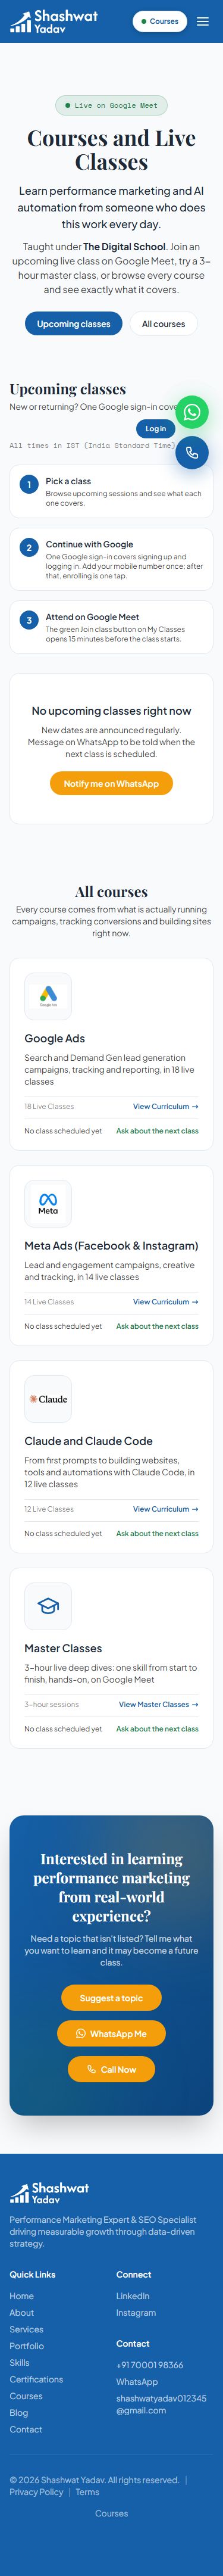 Shashwat
Yadav
Courses
Live on Google Meet
Courses and Live
Classes
Learn performance marketing and AI
automation from someone who does
this work every day.
Taught under The Digital School. Join an
upcoming live class on Google Meet, try a 3-
hour master class, or browse every course
and see exactly what it covers.
Upcoming classes
All courses
Upcoming classes
New or returning? One Google sign-in cove
Log in
All times in IST (India Standard Time)
1
Pick a class
Browse upcoming sessions and see what each
one covers.
2
Continue with Google
One Google sign-in covers signing up and
logging in. Add your mobile number once; after
that, enrolling is one tap.
3
Attend on Google Meet
The green Join class button on My Classes
opens 15 minutes before the class starts.
No upcoming classes right now
New dates are announced regularly.
Message on WhatsApp to be told when the
next class is scheduled.
Notify me on WhatsApp
All courses
Every course comes from what is actually running
campaigns, tracking conversions and building sites
right now.
Google Ads
Google Ads
Search and Demand Gen lead generation
campaigns, tracking and reporting, in 18 live
classes
18 Live Classes
View Curriculum →
No class scheduled yet
Ask about the next class
Meta
Meta Ads (Facebook & Instagram)
Lead and engagement campaigns, creative
and tracking, in 14 live classes
14 Live Classes
View Curriculum →
No class scheduled yet
Ask about the next class
Claude
Claude and Claude Code
From first prompts to building websites,
tools and automations with Claude Code, in
12 live classes
12 Live Classes
View Curriculum →
No class scheduled yet
Ask about the next class
Master Classes
3-hour live deep dives: one skill from start to
finish, hands-on, on Google Meet
3-hour sessions
View Master Classes →
No class scheduled yet
Ask about the next class
Interested in learning
performance marketing
from real-world
experience?
Need a topic that isn't listed? Tell me what
you want to learn and it may become a future
class.
Suggest a topic
WhatsApp Me
Call Now
Shashwat
Yadav
Performance Marketing Expert & SEO Specialist
driving measurable growth through data-driven
strategy.
Quick Links
Home
About
Services
Portfolio
Skills
Certifications
Courses
Blog
Contact
Connect
LinkedIn
Instagram
Contact
+91 70001 98366
WhatsApp
shashwatyadav012345
@gmail.com
© 2026 Shashwat Yadav. All rights reserved. |
Privacy Policy | Terms
Courses